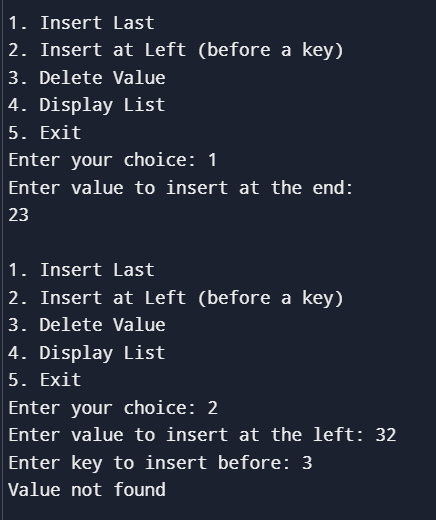 1. Insert Last
2. Insert at Left (before a key)
3. Delete Value
4. Display List
5. Exit
Enter your choice: 1
Enter value to insert at the end:
23
1. Insert Last
2. Insert at Left (before a key)
3. Delete Value
4. Display List
5. Exit
Enter your choice: 2
Enter value to insert at the left: 32
Enter key to insert before: 3
Value not found